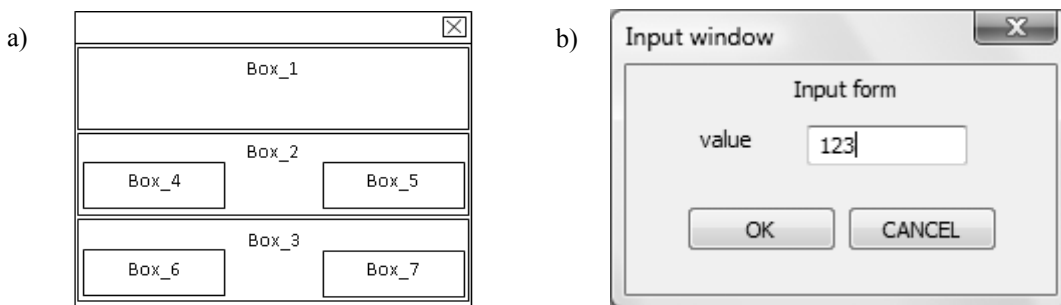 a)
Box_1
Box_2
Box_4 Box_5
Box_3
Box_6 Box_7
b)
Input window
Input form
value 123
OK CANCEL